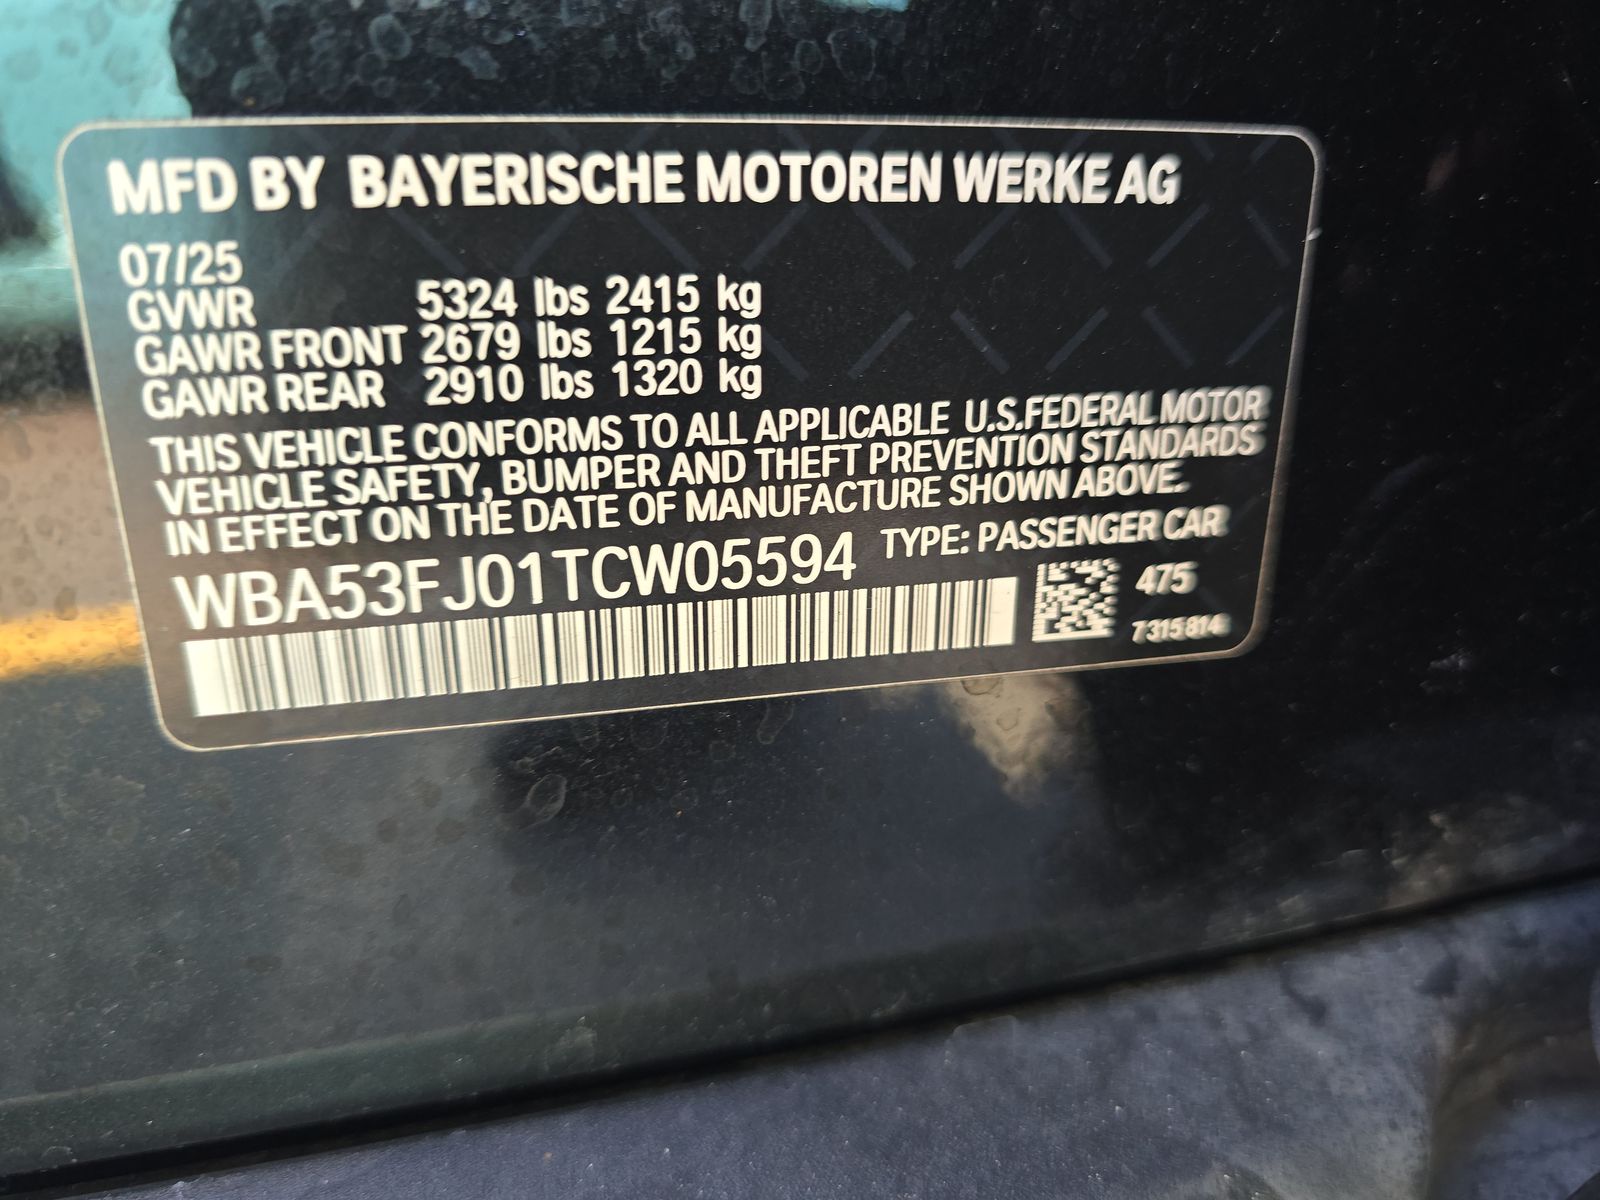 MFD BY BAYERISCHE MOTOREN WERKE AG
07/25
GVWR 5324 lbs 2415 kg
GAWR FRONT 2679 lbs 1215 kg
GAWR REAR 2910 lbs 1320 kg
THIS VEHICLE CONFORMS TO ALL APPLICABLE U.S.FEDERAL MOTOR
VEHICLE SAFETY, BUMPER AND THEFT PREVENTION STANDARDS
IN EFFECT ON THE DATE OF MANUFACTURE SHOWN ABOVE.
WBA53FJ01TCW05594 TYPE: PASSENGER CAR
475
7315814